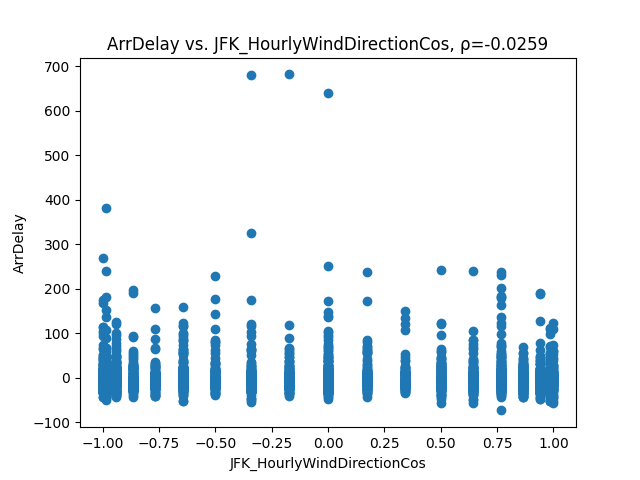 ArrDelay vs. JFK_HourlyWindDirectionCos, ρ=-0.0259
700
600
500
400
300
200
100
0
−100
ArrDelay
−1.00 −0.75 −0.50 −0.25 0.00 0.25 0.50 0.75 1.00
JFK_HourlyWindDirectionCos